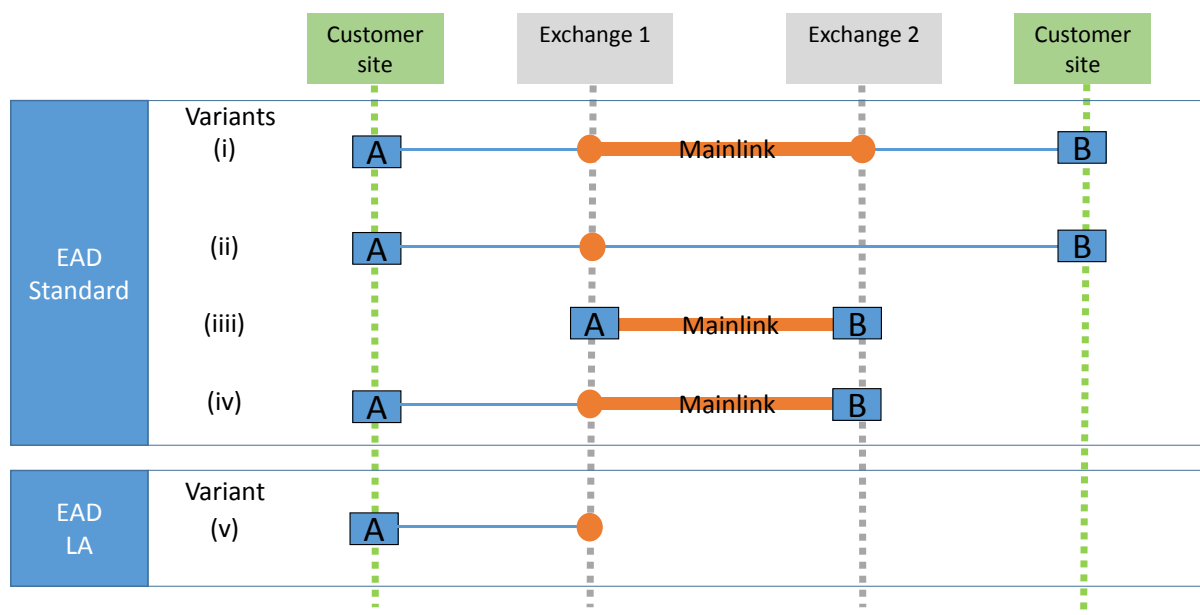 Customer
site
Exchange 1
Exchange 2
Customer
site
EAD
Standard
Variants
(i)
A
Mainlink
B
(ii)
A
B
(iiii)
A
Mainlink
B
(iv)
A
Mainlink
B
EAD
LA
Variant
(v)
A